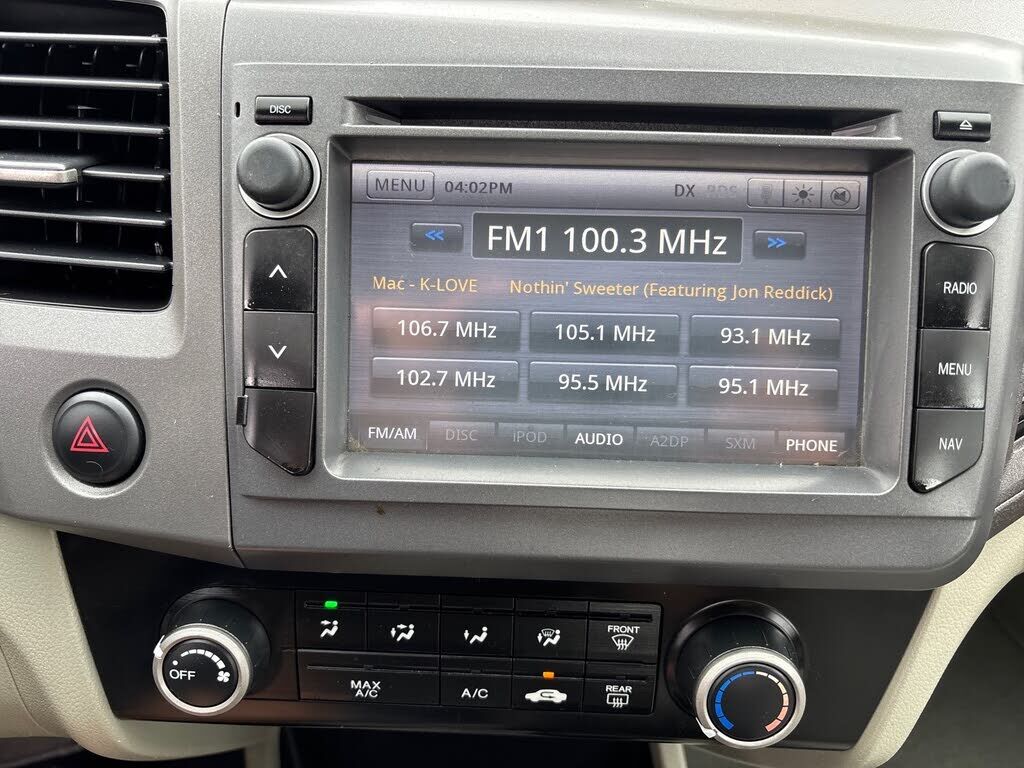 DISC
MENU 04:02PM DX RDS
<< FM1 100.3 MHz >>
Mac - K-LOVE Nothin' Sweeter (Featuring Jon Reddick)
106.7 MHz 105.1 MHz 93.1 MHz
102.7 MHz 95.5 MHz 95.1 MHz
FM/AM DISC iPOD AUDIO A2DP SXM PHONE
RADIO
MENU
NAV
FRONT
OFF
MAX
A/C
A/C
REAR